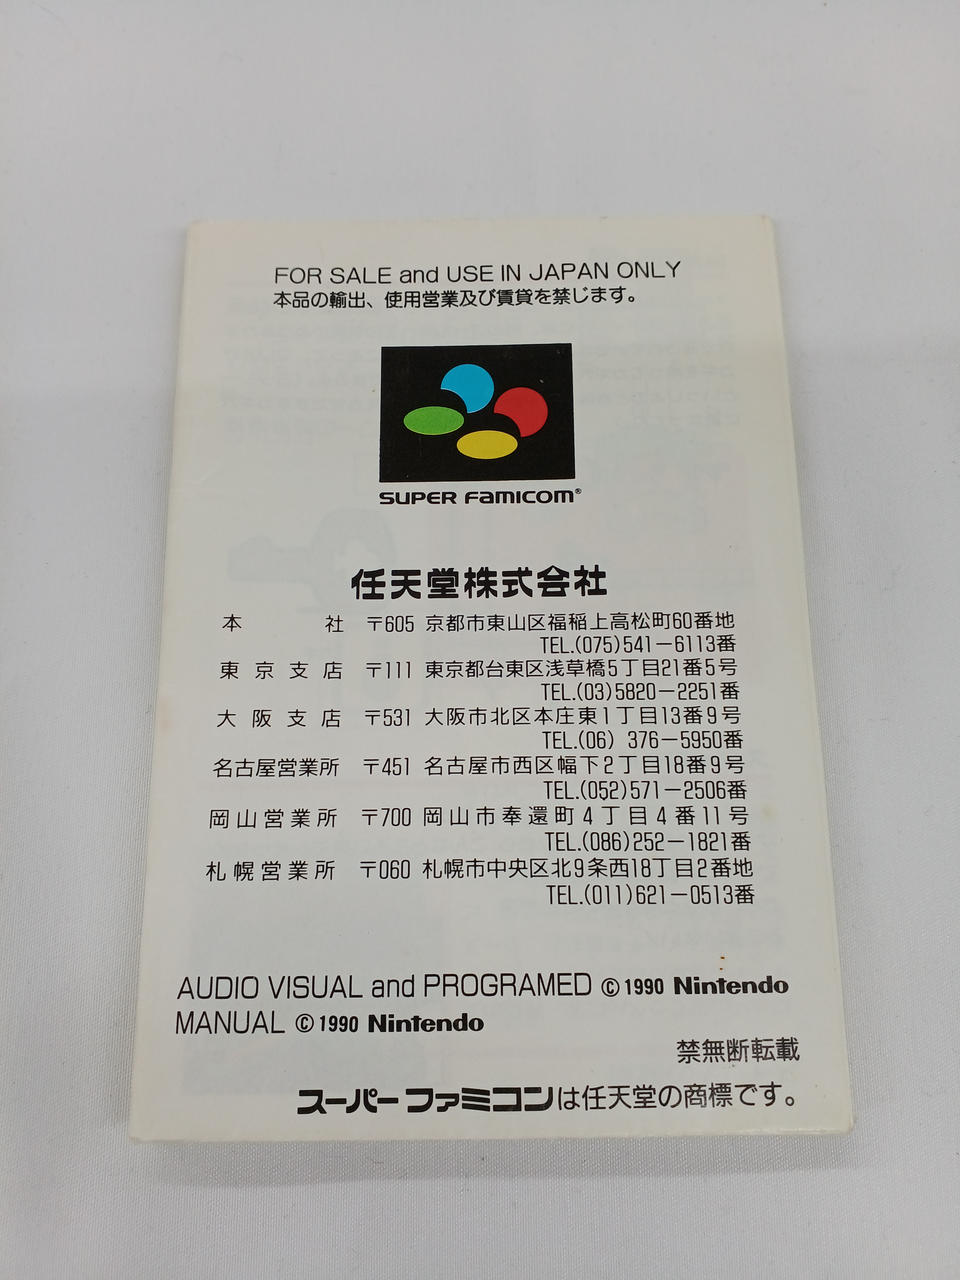 FOR SALE and USE IN JAPAN ONLY
本品の輸出、使用営業及び賃貸を禁じます。
SUPER FAMICOM®
任天堂株式会社
本社 〒605 京都市東山区福稲上高松町60番地
TEL.(075)541-6113番
東京支店 〒111 東京都台東区浅草橋5丁目21番5号
TEL.(03)5820-2251番
大阪支店 〒531 大阪市北区本庄東1丁目13番9号
TEL.(06) 376-5950番
名古屋営業所 〒451 名古屋市西区幅下2丁目18番9号
TEL.(052)571-2506番
岡山営業所 〒700 岡山市奉還町4丁目4番11号
TEL.(086)252-1821番
札幌営業所 〒060 札幌市中央区北9条西18丁目2番地
TEL.(011)621-0513番
AUDIO VISUAL and PROGRAMED © 1990 Nintendo
MANUAL © 1990 Nintendo
禁無断転載
スーパーファミコンは任天堂の商標です。